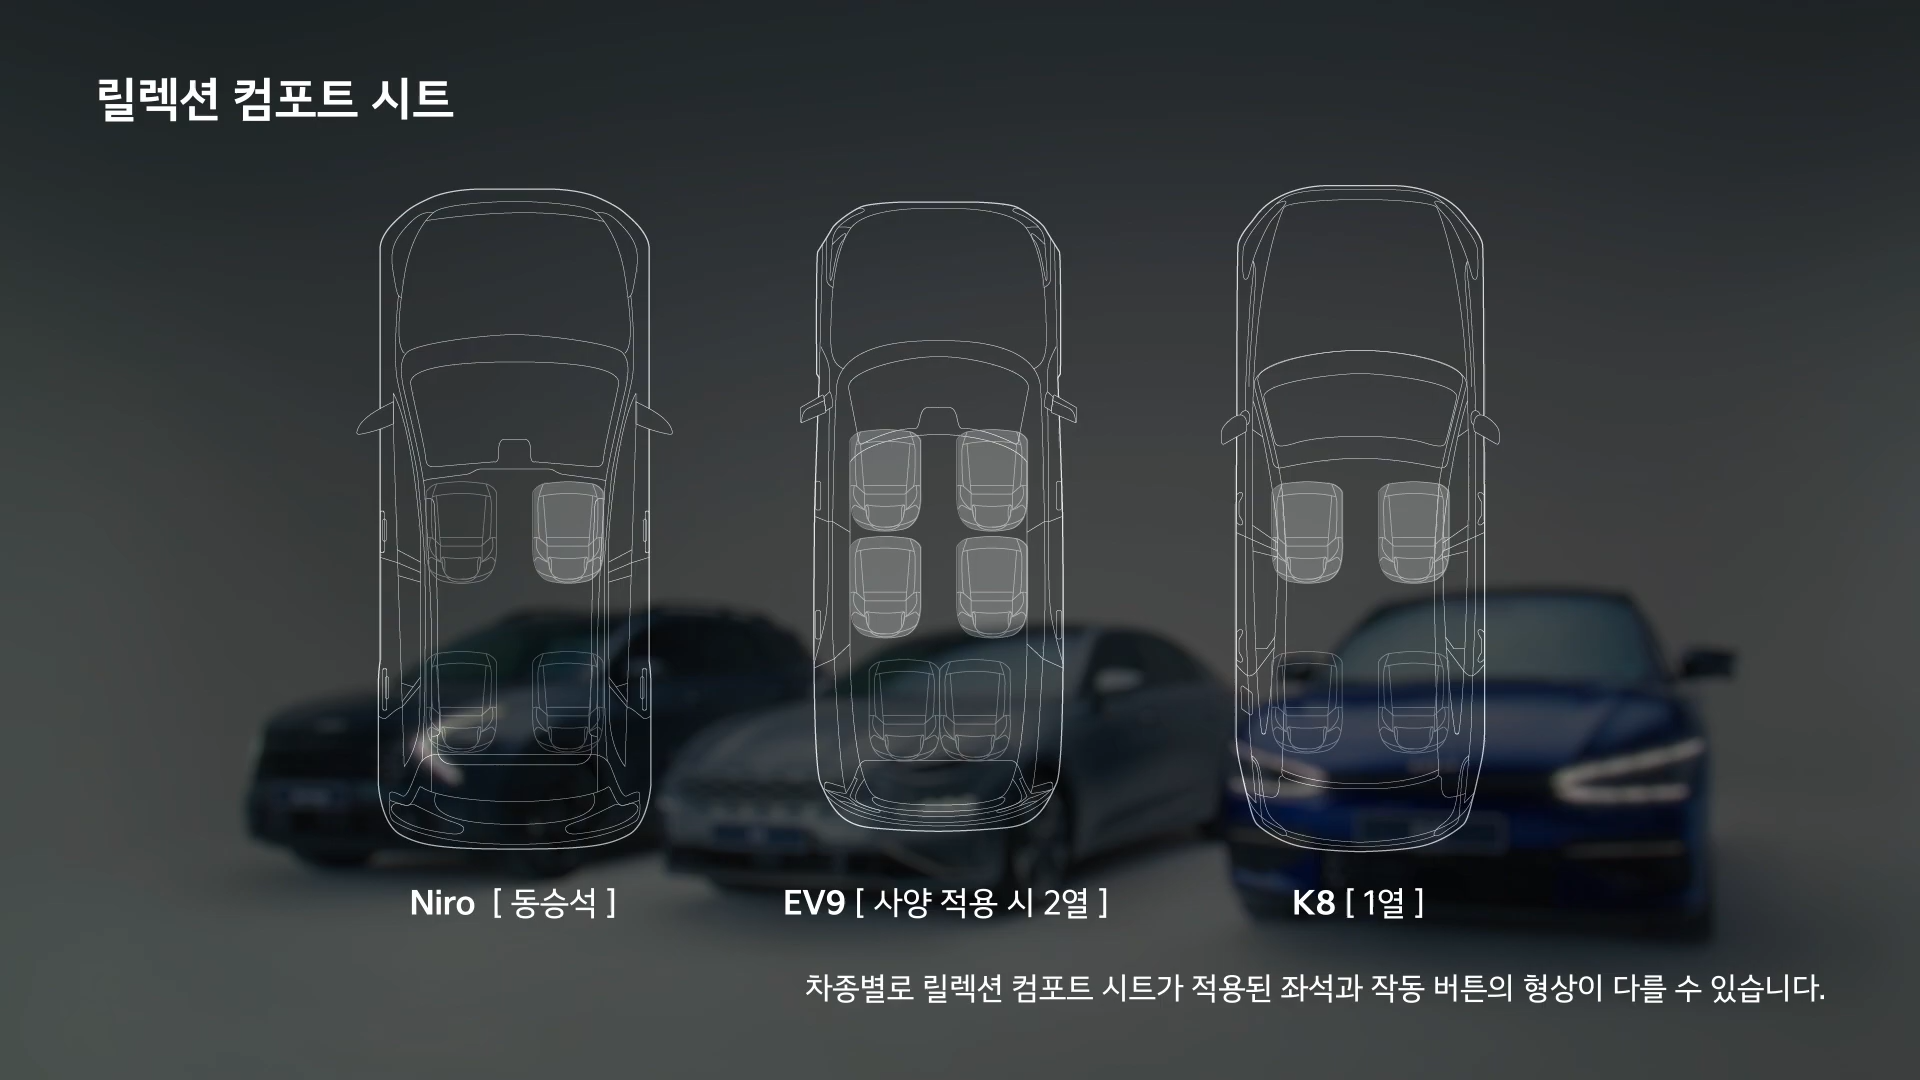 릴렉션 컴포트 시트
Niro [ 동승석 ]
EV9 [ 사양 적용 시 2열 ]
K8 [ 1열 ]
차종별로 릴렉션 컴포트 시트가 적용된 좌석과 작동 버튼의 형상이 다를 수 있습니다.